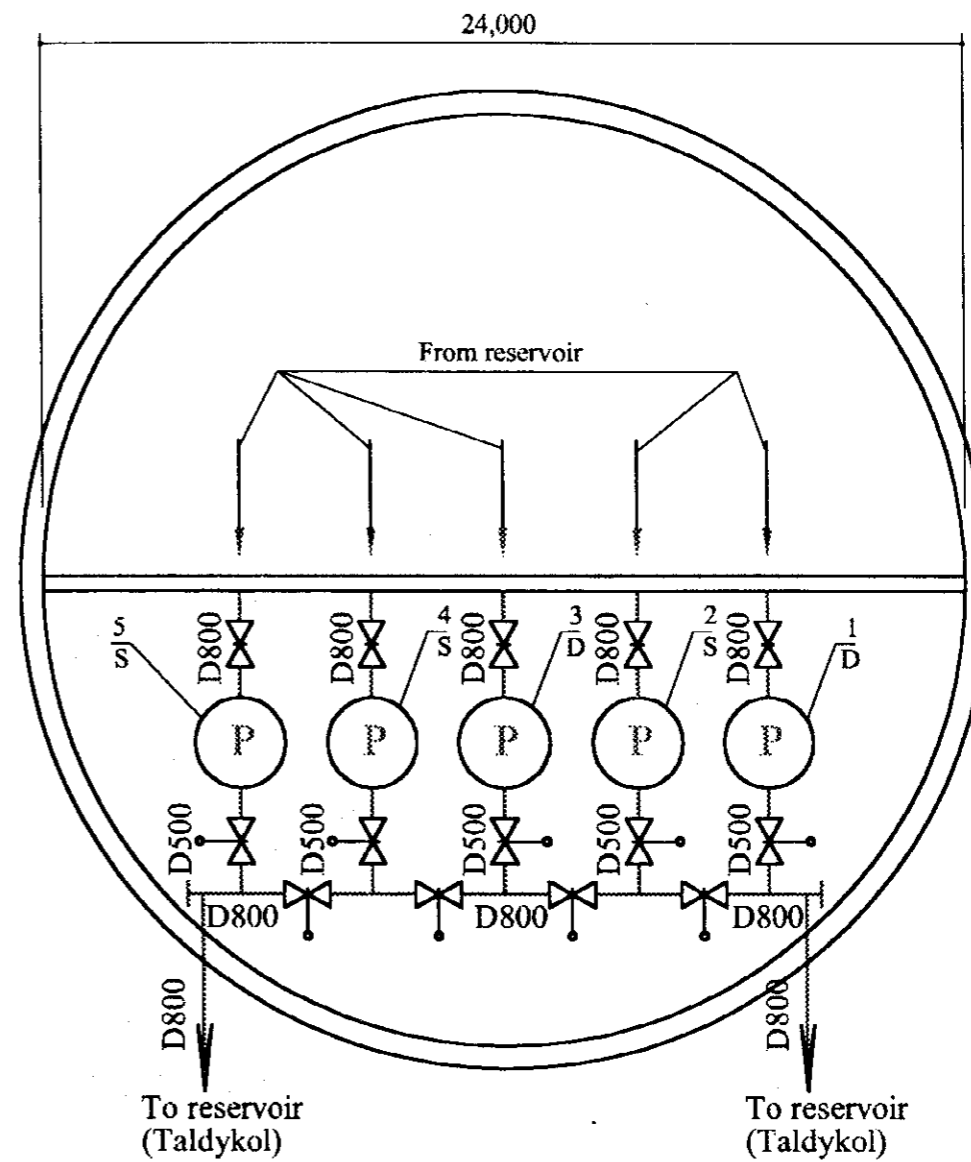 24,000
From reservoir
5
S
D800
D800
4
S
D800
3
D
D800
2
S
D800
1
D
P
P
P
P
P
D500
D500
D500
D500
D500
D800
D800
D800
D800
D800
To reservoir
(Taldykol)
To reservoir
(Taldykol)